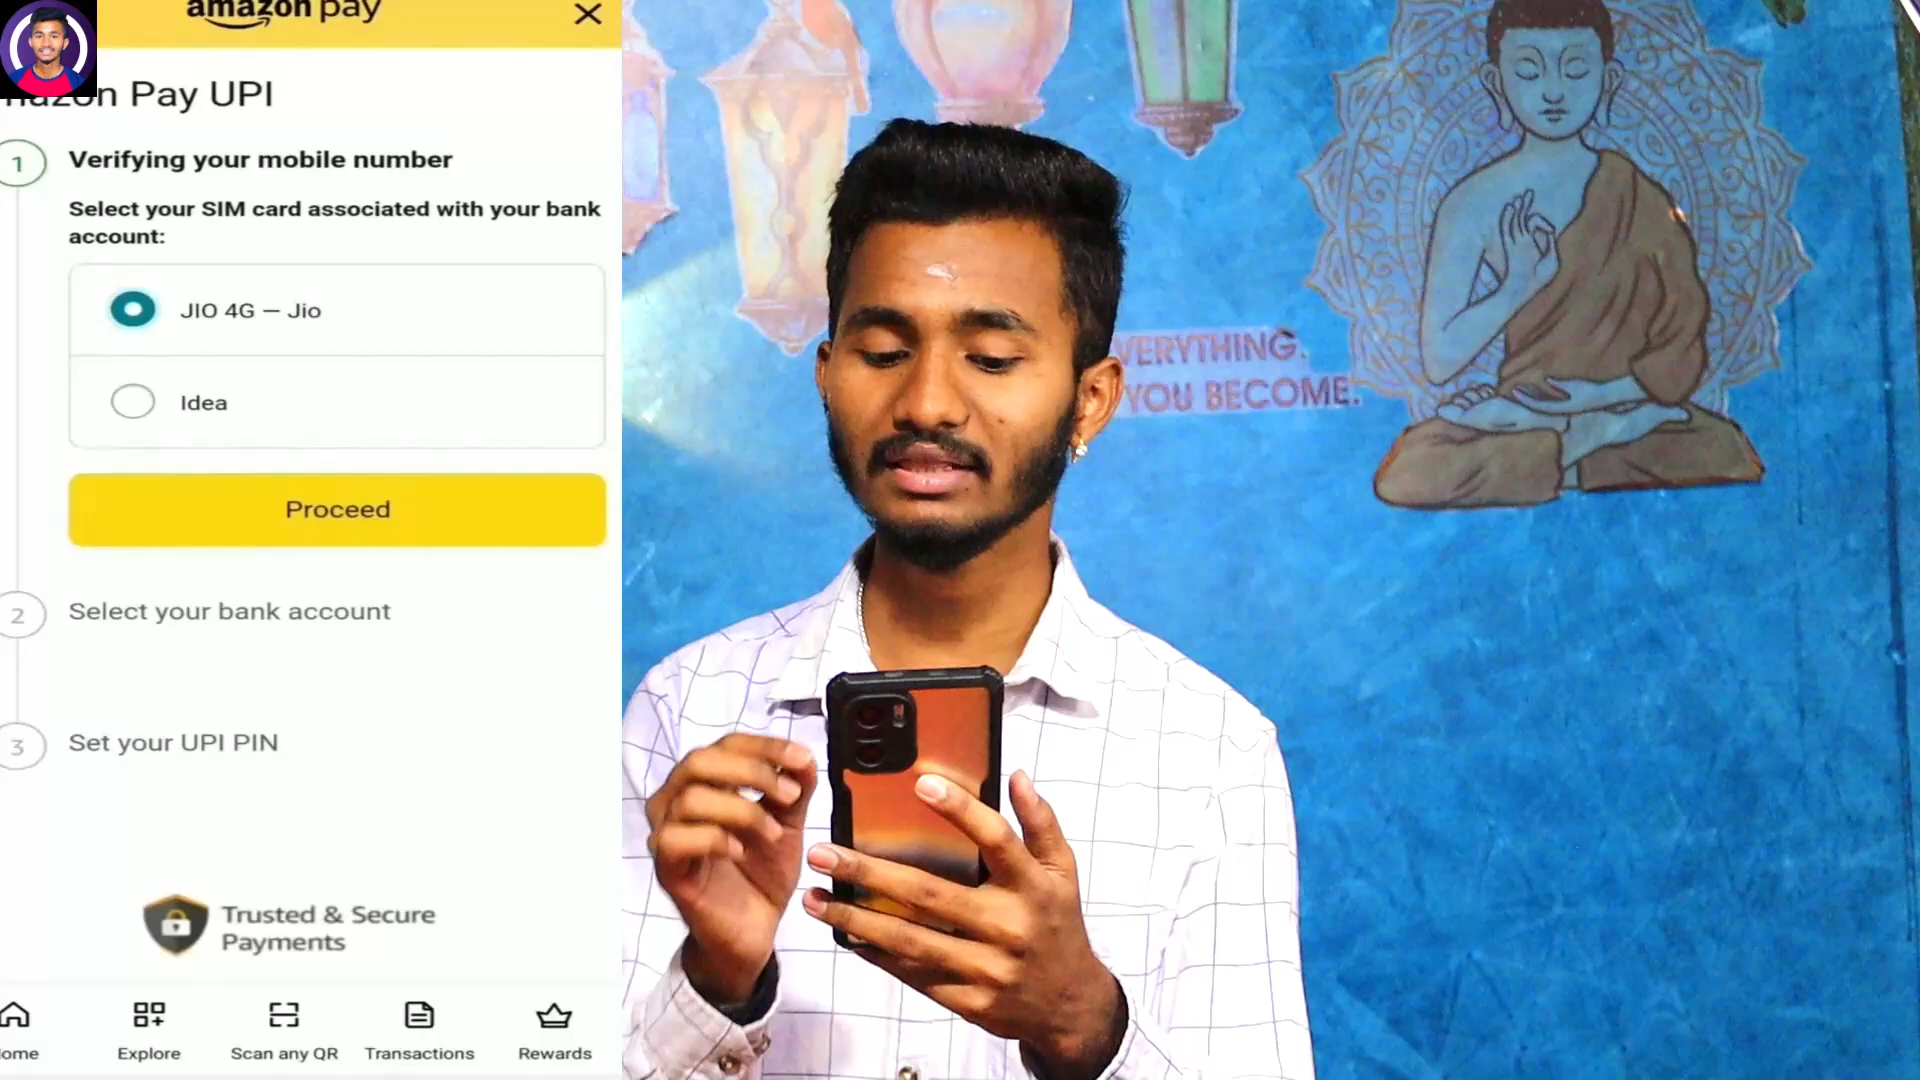 amazon pay
mazon Pay UPI
1
Verifying your mobile number
Select your SIM card associated with your bank
account:
JIO 4G — Jio
Idea
Proceed
2
Select your bank account
3
Set your UPI PIN
Trusted & Secure
Payments
ome
Explore
Scan any QR
Transactions
Rewards
VERYTHING.
YOU BECOME.